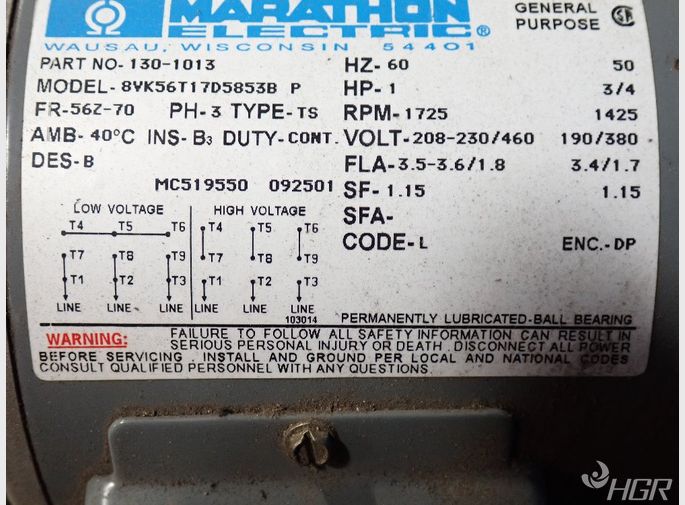 MARATHON
ELECTRIC®
GENERAL
PURPOSE
WAUSAU, WISCONSIN 54401
PART NO- 130-1013 HZ- 60 50
MODEL- 8VK56T17D5853B P HP- 1 3/4
FR-56Z-70 PH-3 TYPE-TS RPM-1725 1425
AMB- 40°C INS-B3 DUTY-CONT. VOLT-208-230/460 190/380
DES-B FLA-3.5-3.6/1.8 3.4/1.7
MC519550 092501 SF- 1.15 1.15
SFA-
CODE-L ENC.-DP
LOW VOLTAGE HIGH VOLTAGE
T4 T5 T6 T4 T5 T6
T7 T8 T9 T7 T8 T9
T1 T2 T3 T1 T2 T3
LINE LINE LINE LINE LINE LINE
103014
PERMANENTLY LUBRICATED-BALL BEARING
WARNING: FAILURE TO FOLLOW ALL SAFETY INFORMATION CAN RESULT IN
SERIOUS PERSONAL INJURY OR DEATH. DISCONNECT ALL POWER
BEFORE SERVICING. INSTALL AND GROUND PER LOCAL AND NATIONAL CODES
CONSULT QUALIFIED PERSONNEL WITH ANY QUESTIONS.
HGR